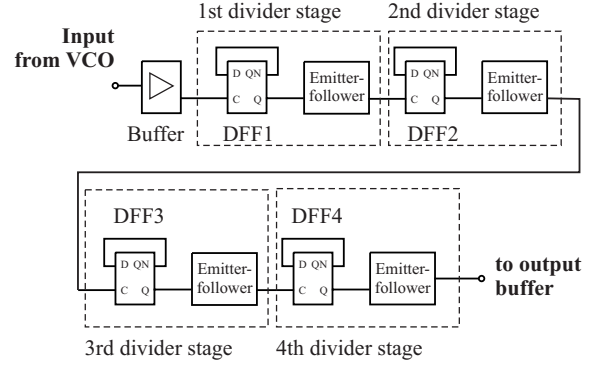 1st divider stage
2nd divider stage
Input
from VCO
D QN
C Q
Emitter-
follower
D QN
C Q
Emitter-
follower
Buffer
DFF1
DFF2
DFF3
DFF4
D QN
C Q
Emitter-
follower
D QN
C Q
Emitter-
follower
to output
buffer
3rd divider stage
4th divider stage